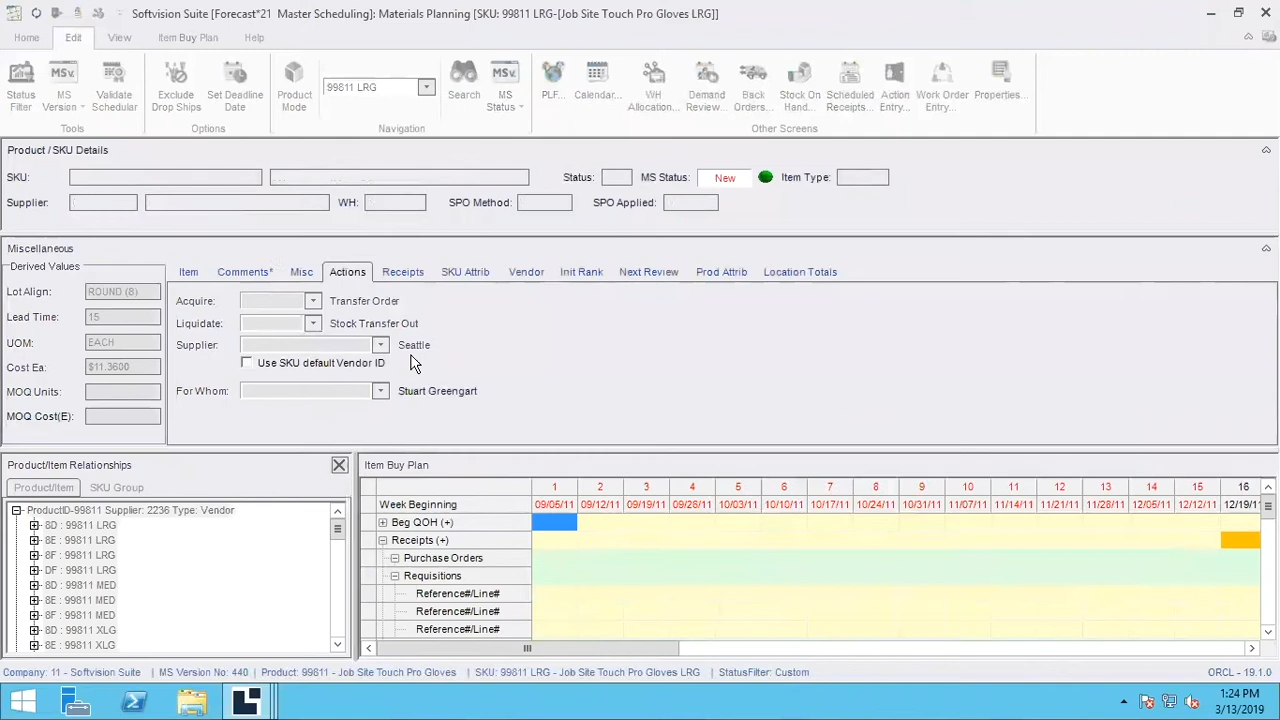 Softvision Suite [Forecast*21 Master Scheduling]: Materials Planning [SKU: 99811 LRG-[Job Site Touch Pro Gloves LRG]]
Home Edit View Item Buy Plan Help
Status Filter MS Version Validate Scheduler Exclude Drop Ships Set Deadline Date Product Mode 99811 LRG Search MS Status PLF... Calendar... WH Allocation... Demand Review... Back Orders... Stock On Hand... Scheduled Receipts... Action Entry... Work Order Entry... Properties...
Tools Options Navigation Other Screens
Product / SKU Details
SKU: Status: MS Status: New Item Type:
Supplier: WH: SPO Method: SPO Applied:
Miscellaneous
Derived Values
Lot Align: ROUND (8)
Lead Time: 15
UOM: EACH
Cost Ea: $11.3600
MOQ Units:
MOQ Cost(E):
Item Comments* Misc Actions Receipts SKU Attrib Vendor Init Rank Next Review Prod Attrib Location Totals
Acquire: Transfer Order
Liquidate: Stock Transfer Out
Supplier: Seattle
Use SKU default Vendor ID
For Whom: Stuart Greengart
Product/Item Relationships
Product/Item SKU Group
ProductID-99811 Supplier: 2236 Type: Vendor
8D : 99811 LRG
8E : 99811 LRG
8F : 99811 LRG
DF : 99811 LRG
8D : 99811 MED
8E : 99811 MED
8F : 99811 MED
8D : 99811 XLG
8E : 99811 XLG
Item Buy Plan
1 2 3 4 5 6 7 8 9 10 11 12 13 14 15 16
Week Beginning 09/05/11 09/12/11 09/19/11 09/26/11 10/03/11 10/10/11 10/17/11 10/24/11 10/31/11 11/07/11 11/14/11 11/21/11 11/28/11 12/05/11 12/12/11 12/19/1
Beg QOH (+)
Receipts (+)
Purchase Orders
Requisitions
Reference#/Line#
Reference#/Line#
Reference#/Line#
Company: 11 - Softvision Suite | MS Version No: 440 | Product: 99811 - Job Site Touch Pro Gloves | SKU: 99811 LRG - Job Site Touch Pro Gloves LRG | StatusFilter: Custom ORCL - 19.1.0
1:24 PM
3/13/2019